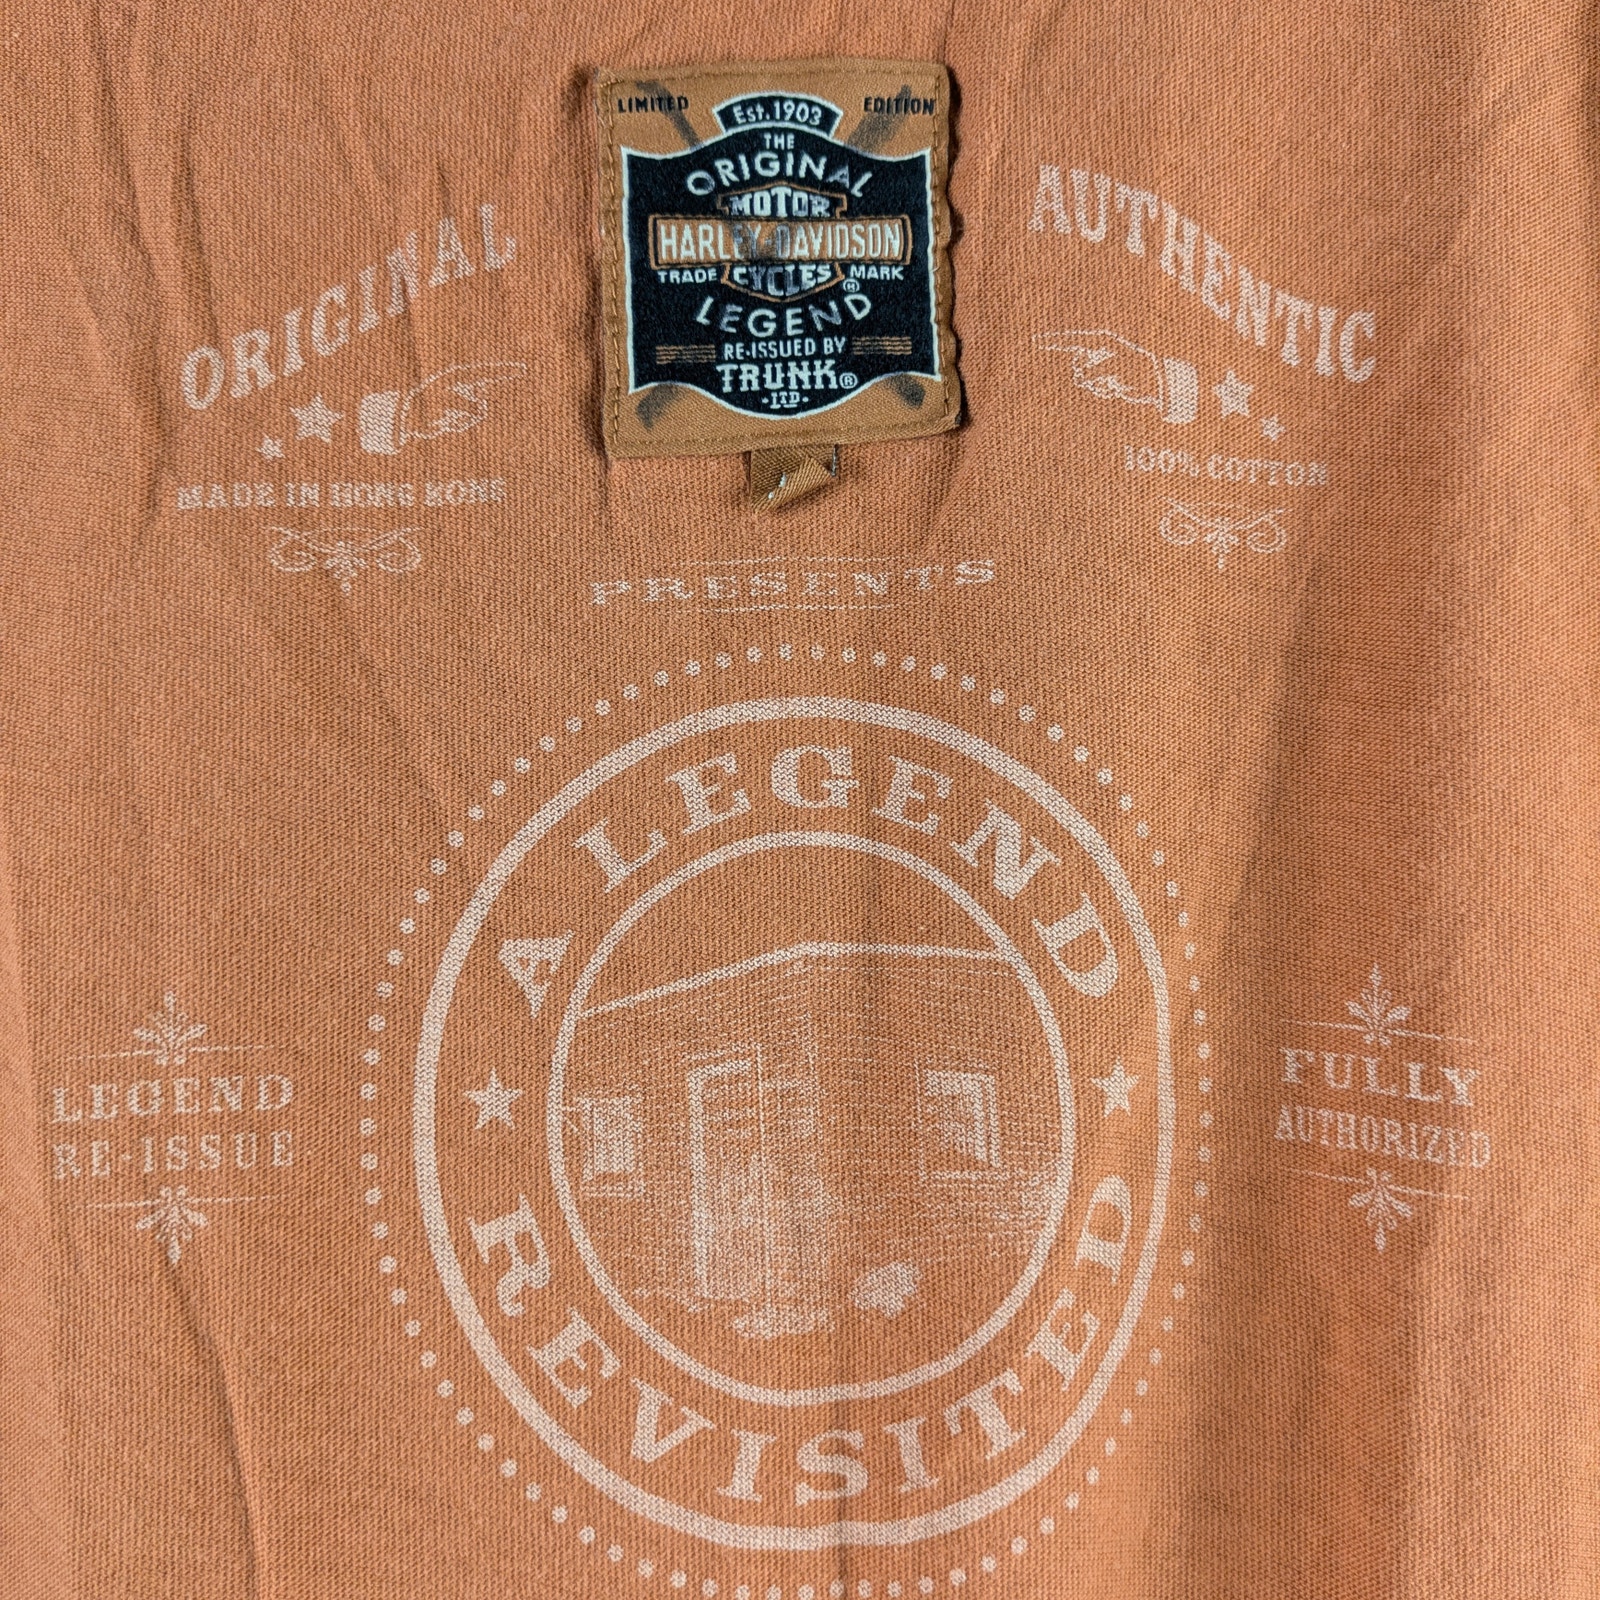 LIMITED EDITION
Est. 1903
THE
ORIGINAL
MOTOR
HARLEY-DAVIDSON
TRADE CYCLES MARK
LEGEND
RE-ISSUED BY
TRUNK®
·LTD·
ORIGINAL
MADE IN HONG KONG
AUTHENTIC
100% COTTON
PRESENTS
A LEGEND
REVISITED
LEGEND
RE-ISSUE
FULLY
AUTHORIZED